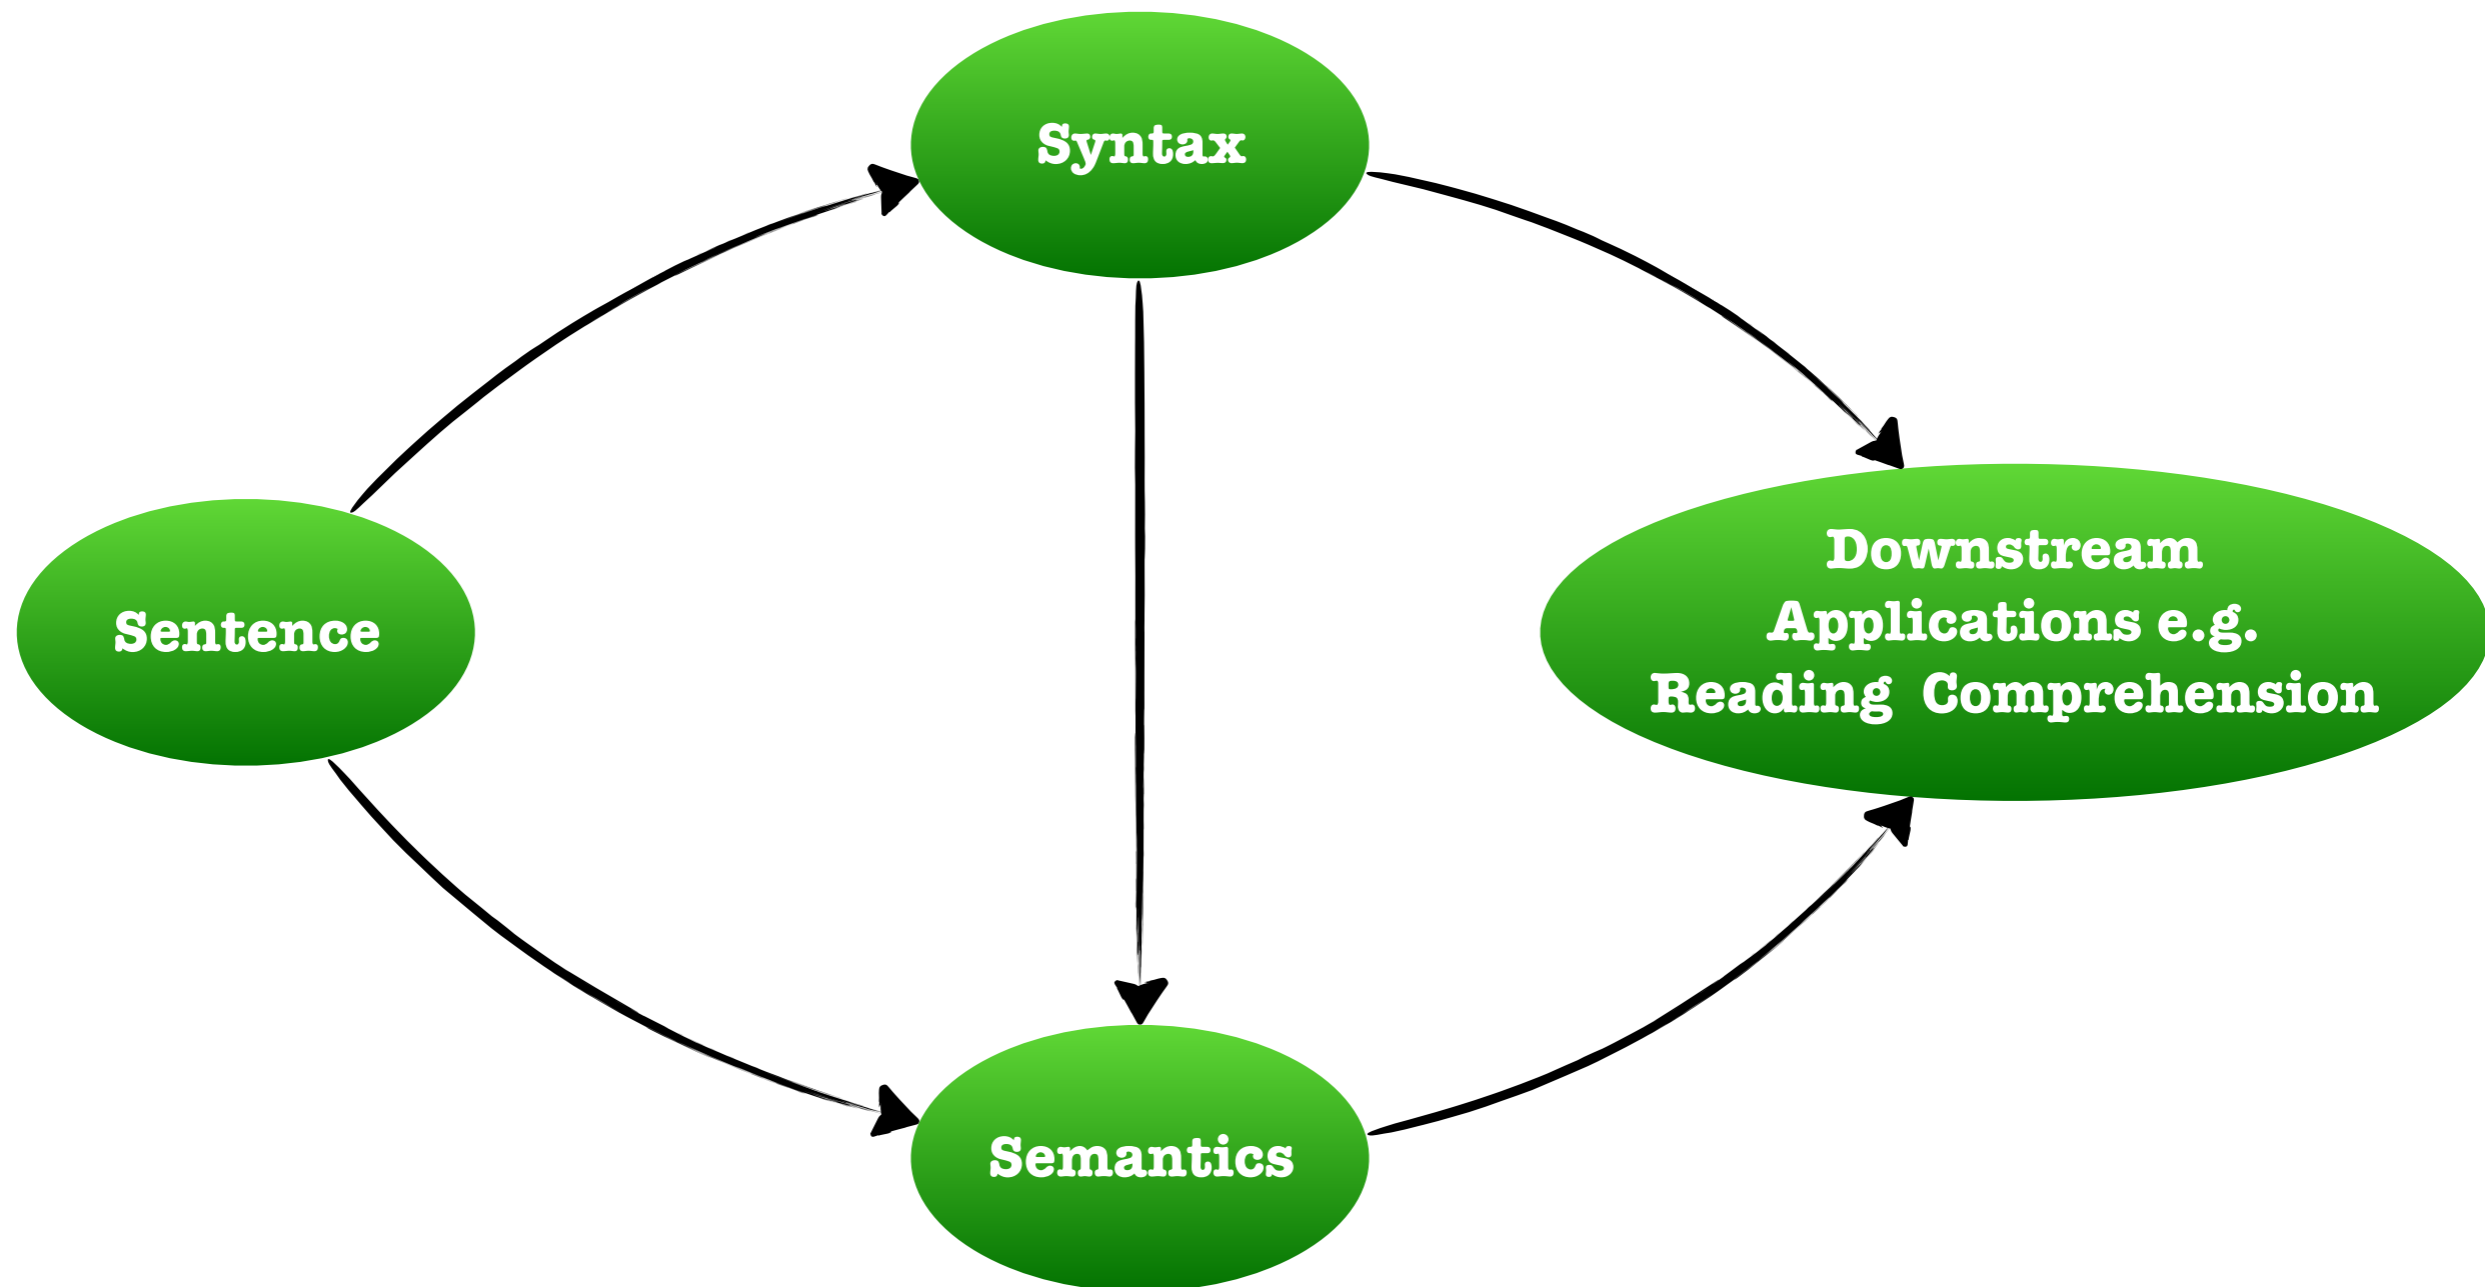 Syntax
Sentence
Downstream
Applications e.g.
Reading Comprehension
Semantics